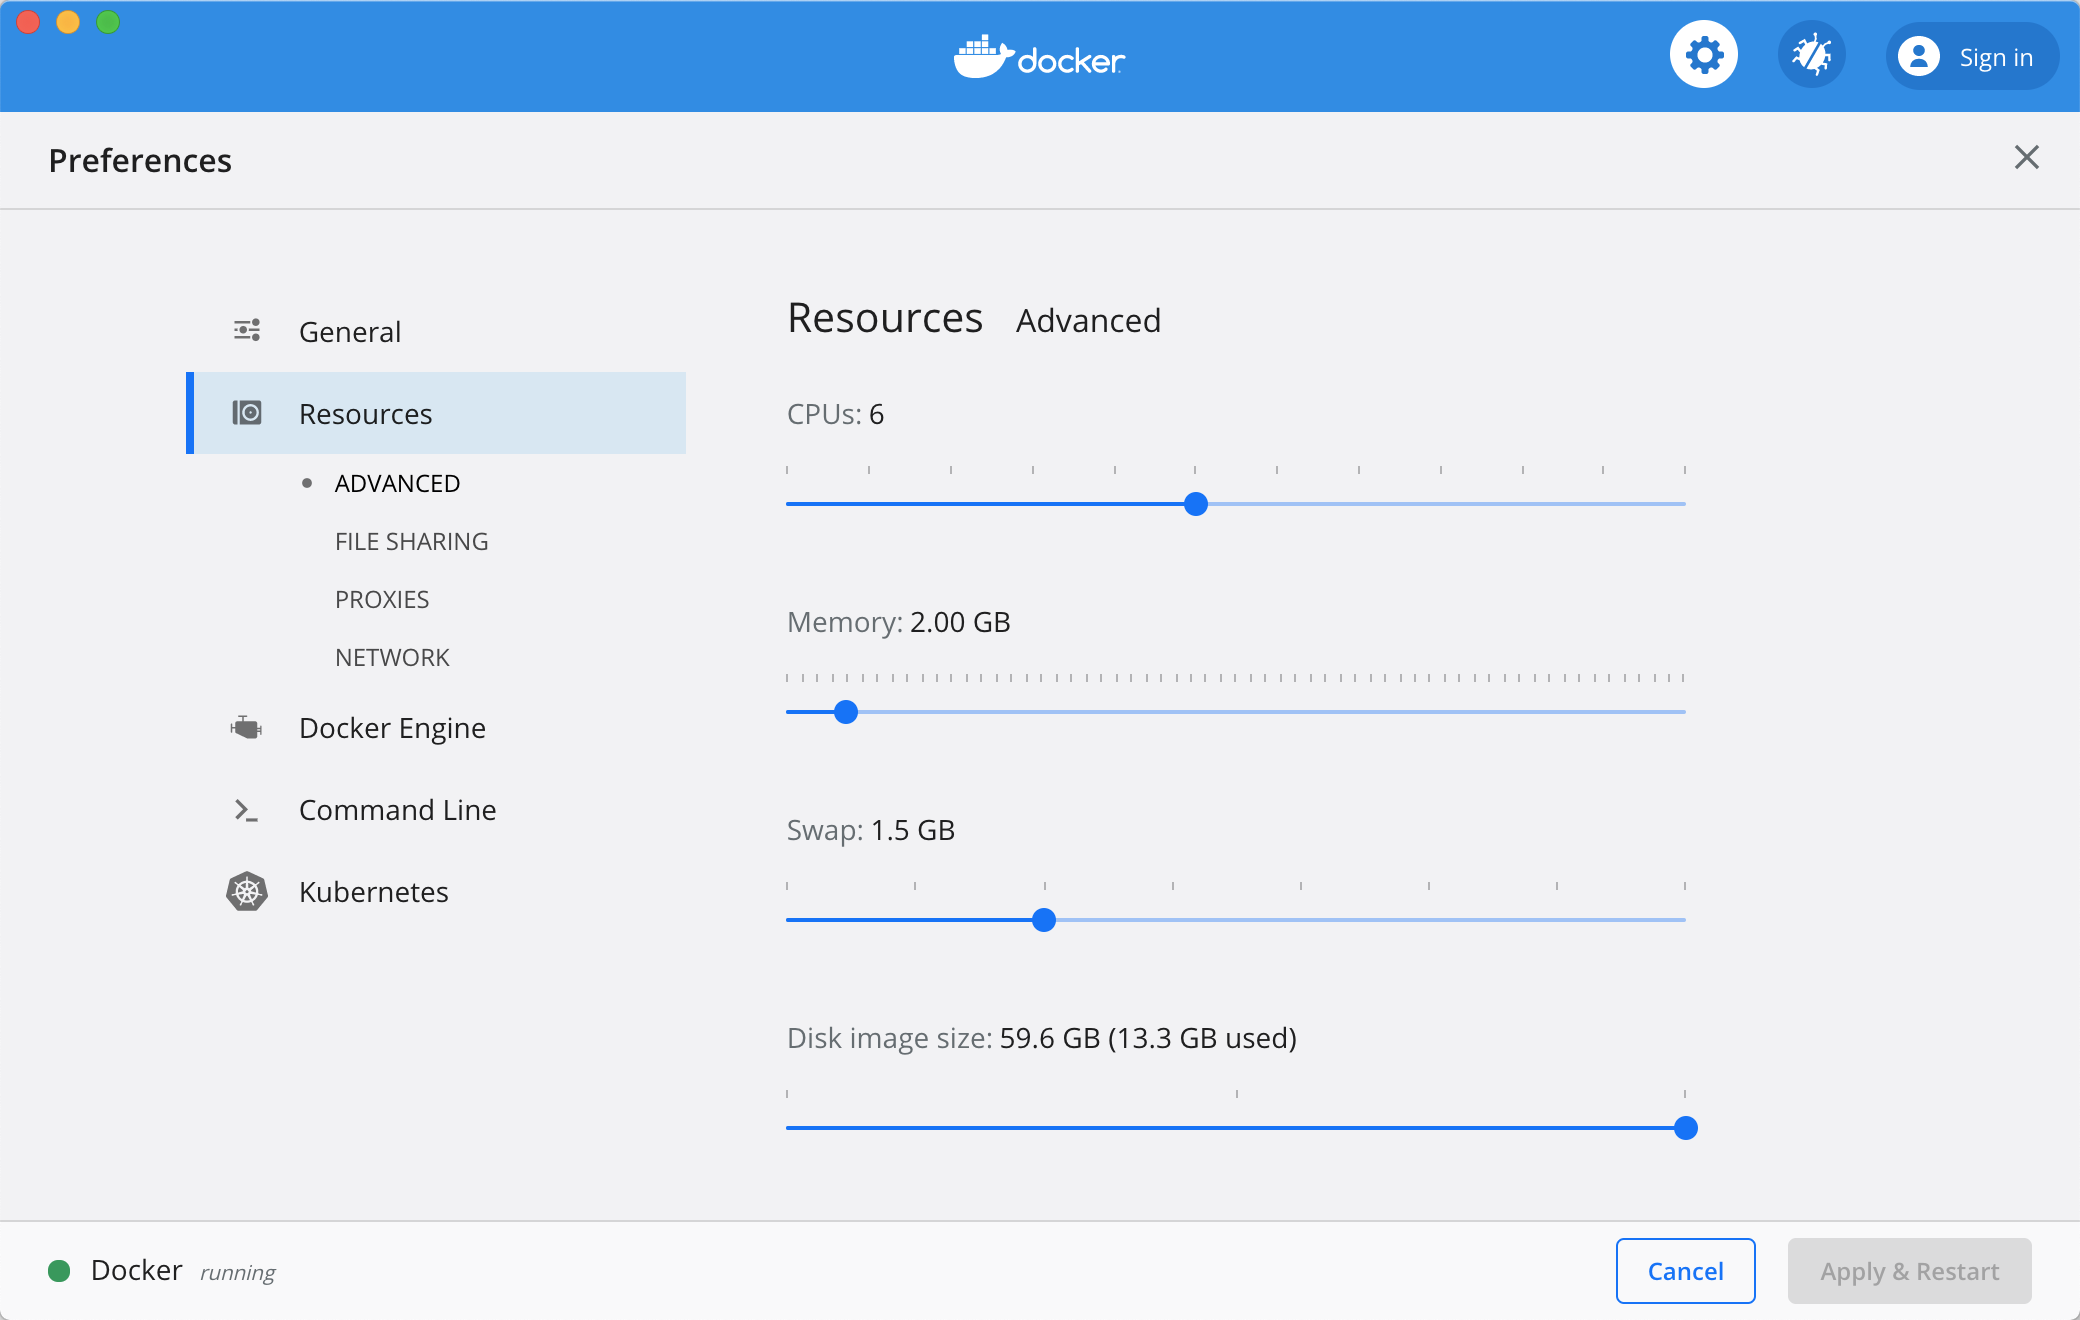 docker
Sign in
Preferences
General
Resources
ADVANCED
FILE SHARING
PROXIES
NETWORK
Docker Engine
Command Line
Kubernetes
Resources Advanced
CPUs: 6
Memory: 2.00 GB
Swap: 1.5 GB
Disk image size: 59.6 GB (13.3 GB used)
Docker running
Cancel
Apply & Restart